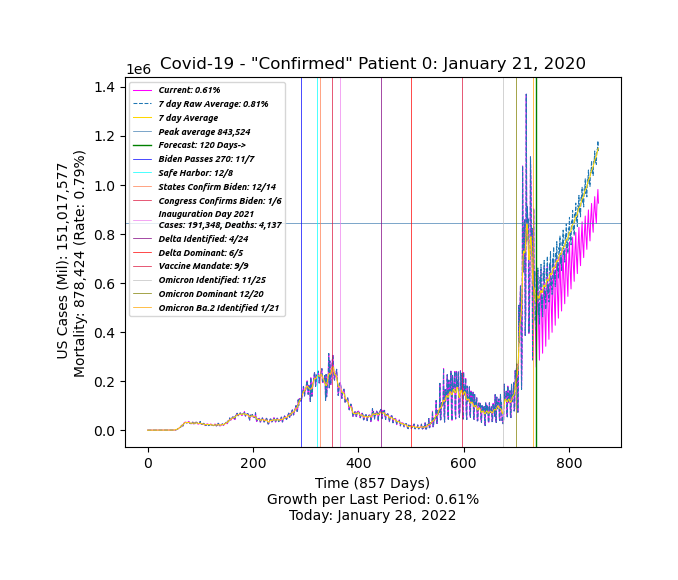 Covid-19 - "Confirmed" Patient 0: January 21, 2020
1e6
1.4
1.2
1.0
0.8
0.6
0.4
0.2
0.0
US Cases (Mil): 151,017,577
Mortality: 878,424 (Rate: 0.79%)
Current: 0.61%
7 day Raw Average: 0.81%
7 day Average
Peak average 843,524
Forecast: 120 Days->
Biden Passes 270: 11/7
Safe Harbor: 12/8
States Confirm Biden: 12/14
Congress Confirms Biden: 1/6
Inauguration Day 2021
Cases: 191,348, Deaths: 4,137
Delta Identified: 4/24
Delta Dominant: 6/5
Vaccine Mandate: 9/9
Omicron Identified: 11/25
Omicron Dominant 12/20
Omicron Ba.2 Identified 1/21
0
200
400
600
800
Time (857 Days)
Growth per Last Period: 0.61%
Today: January 28, 2022